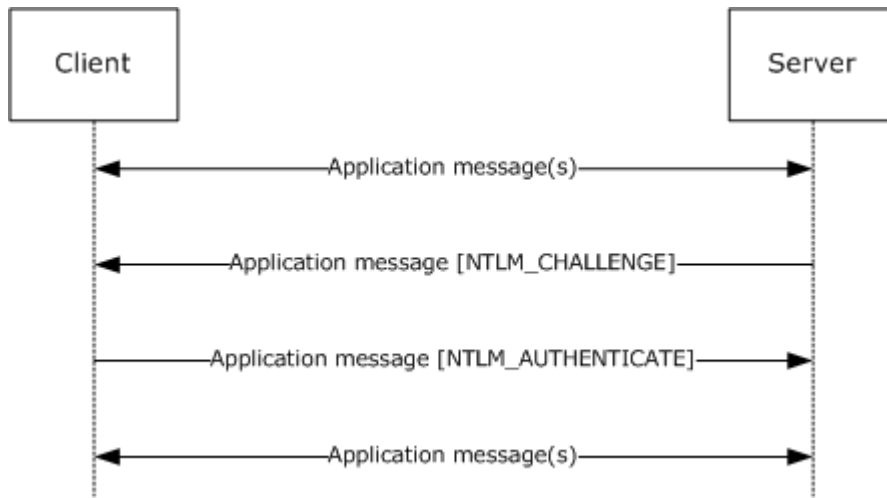 Client
Server
Application message(s)
Application message [NTLM_CHALLENGE]
Application message [NTLM_AUTHENTICATE]
Application message(s)